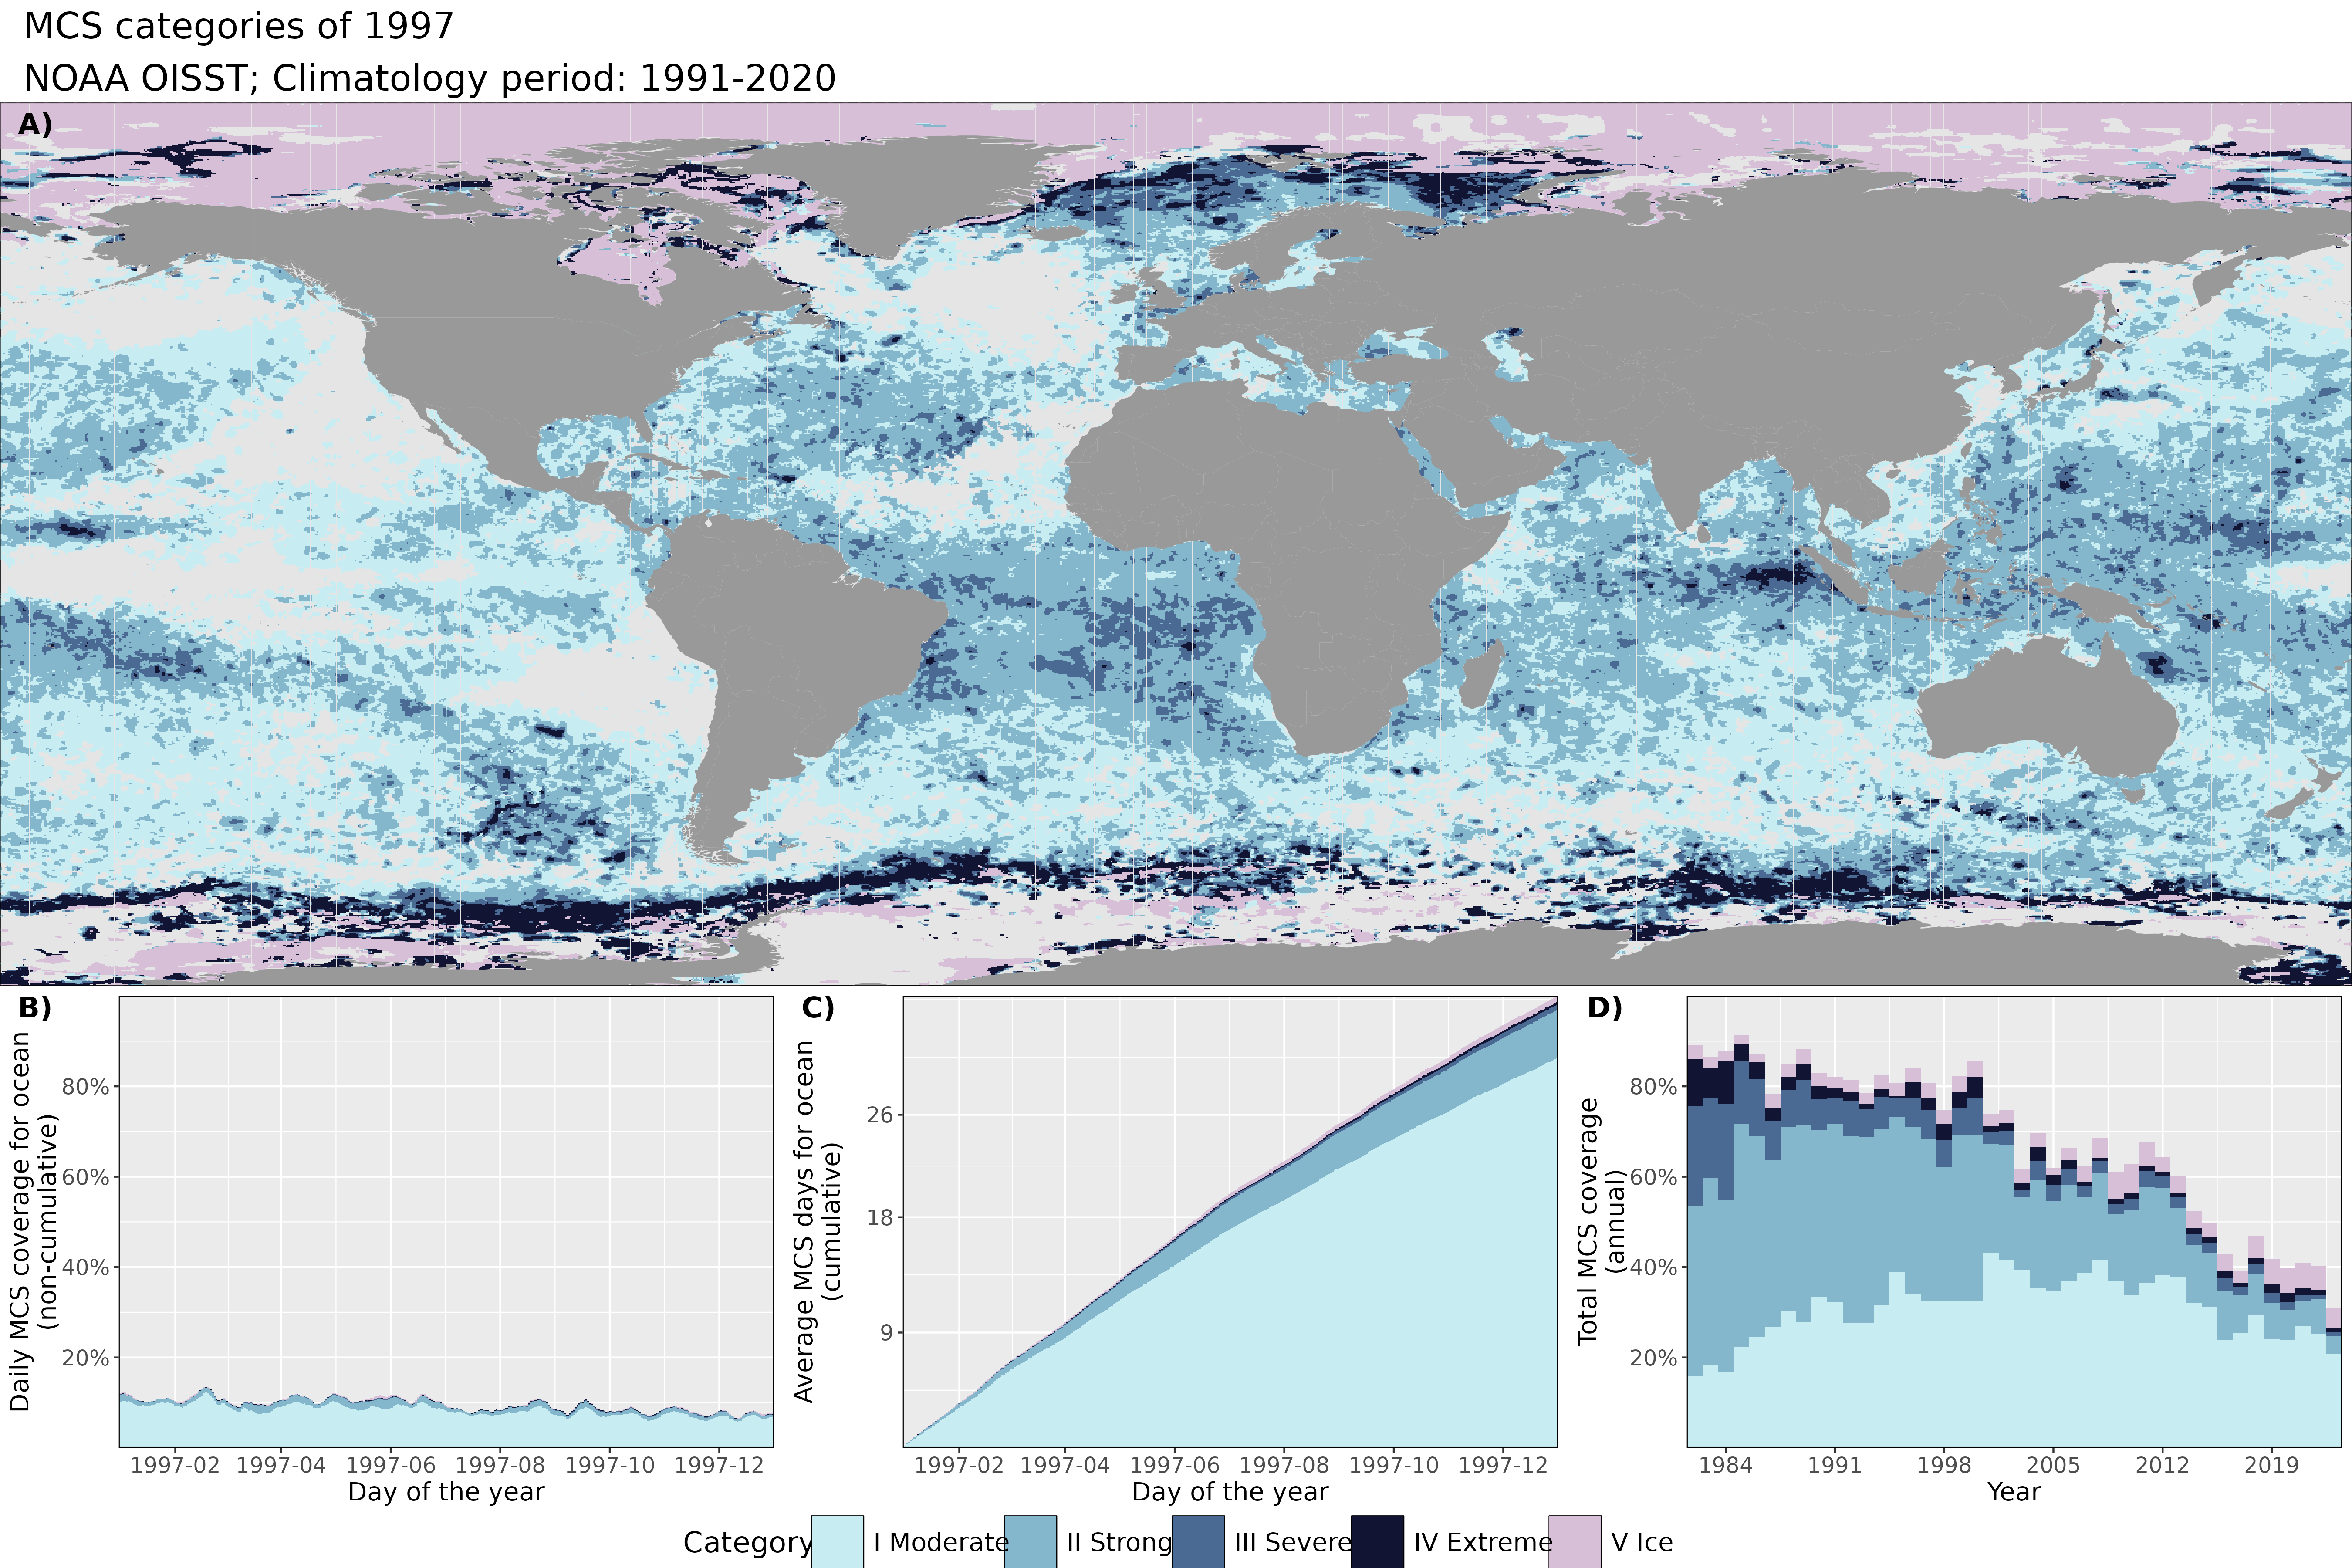 MCS categories of 1997
NOAA OISST; Climatology period: 1991-2020
A)
B)
Daily MCS coverage for ocean
(non-cumulative)
80%
60%
40%
20%
1997-02 1997-04 1997-06 1997-08 1997-10 1997-12
Day of the year
C)
Average MCS days for ocean
(cumulative)
26
18
9
1997-02 1997-04 1997-06 1997-08 1997-10 1997-12
Day of the year
D)
Total MCS coverage
(annual)
80%
60%
40%
20%
1984 1991 1998 2005 2012 2019
Year
Category I Moderate II Strong III Severe IV Extreme V Ice